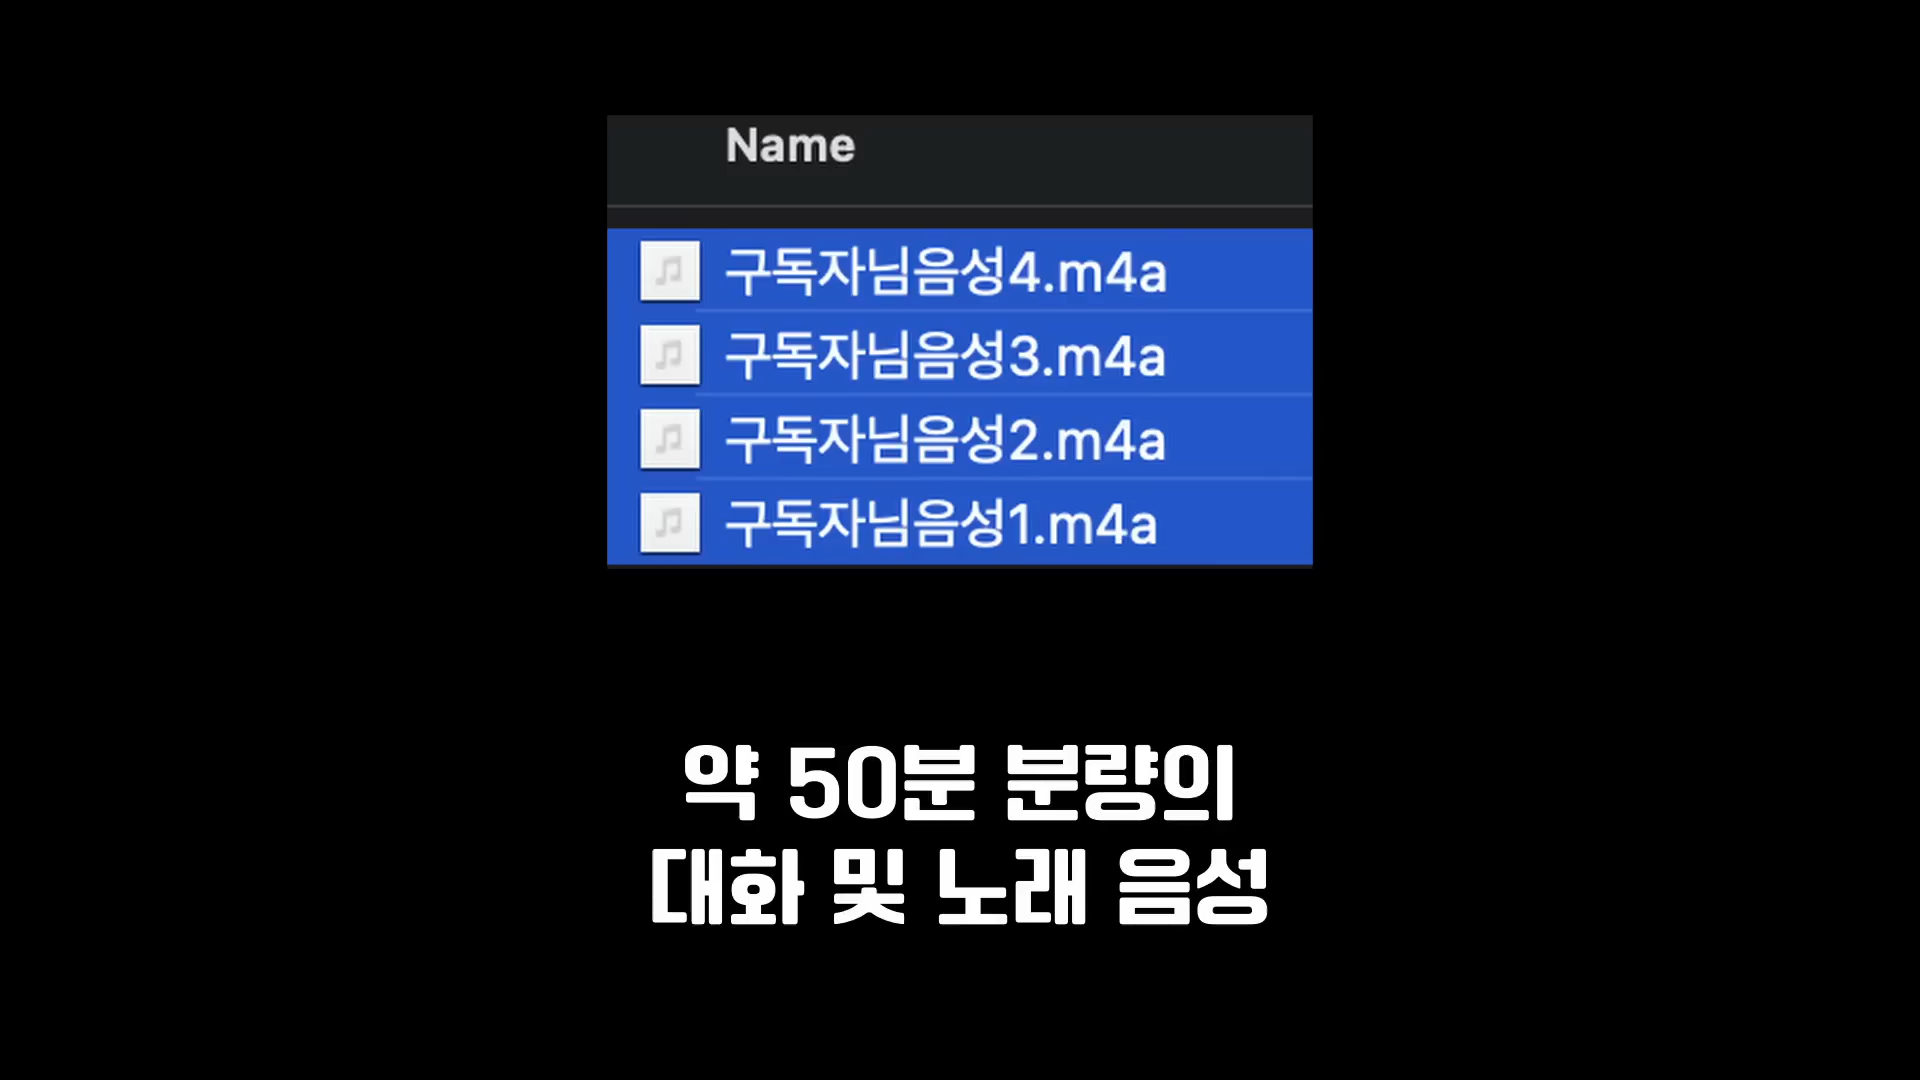 Name
구독자님음성4.m4a
구독자님음성3.m4a
구독자님음성2.m4a
구독자님음성1.m4a
약 50분 분량의
대화 및 노래 음성